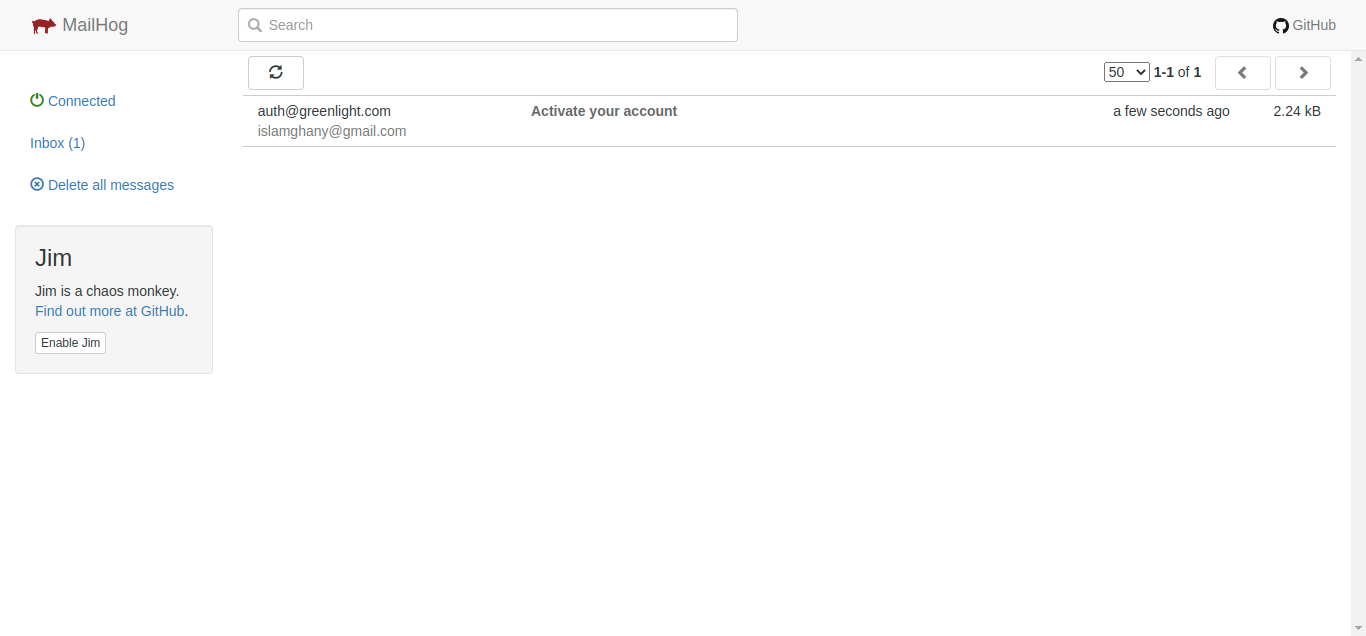 MailHog
Search
GitHub
Connected
Inbox (1)
Delete all messages
Jim
Jim is a chaos monkey.
Find out more at GitHub.
Enable Jim
50 1-1 of 1
auth@greenlight.com Activate your account a few seconds ago 2.24 kB
islamghany@gmail.com